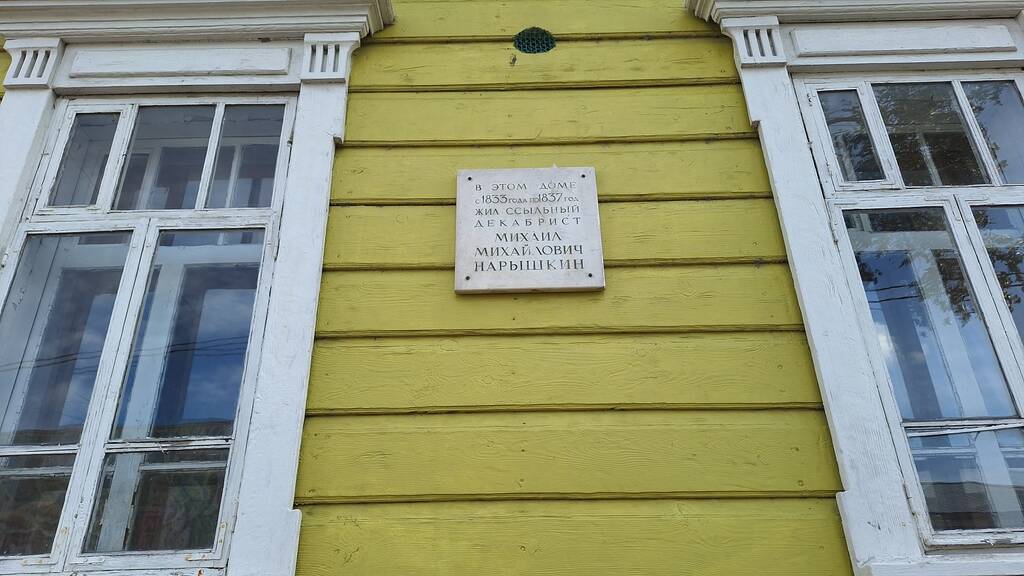 В ЭТОМ ДОМЕ
С 1833 ГОДА ПО 1837 ГОД
ЖИЛ ССЫЛЬНЫЙ
ДЕКАБРИСТ
МИХАИЛ
МИХАЙЛОВИЧ
НАРЫШКИН